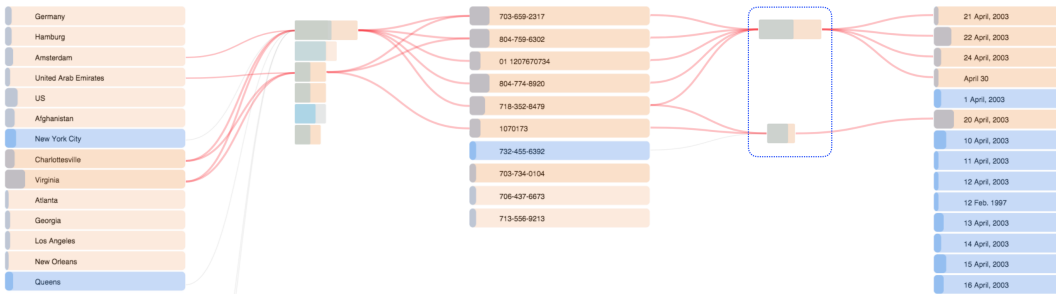 Germany
Hamburg
Amsterdam
United Arab Emirates
US
Afghanistan
New York City
Charlottesville
Virginia
Atlanta
Georgia
Los Angeles
New Orleans
Queens
703-659-2317
804-759-6302
01 1207670734
804-774-8920
718-352-8479
1070173
732-455-6392
703-734-0104
706-437-6673
713-556-9213
21 April, 2003
22 April, 2003
24 April, 2003
April 30
1 April, 2003
20 April, 2003
10 April, 2003
11 April, 2003
12 April, 2003
12 Feb. 1997
13 April, 2003
14 April, 2003
15 April, 2003
16 April, 2003